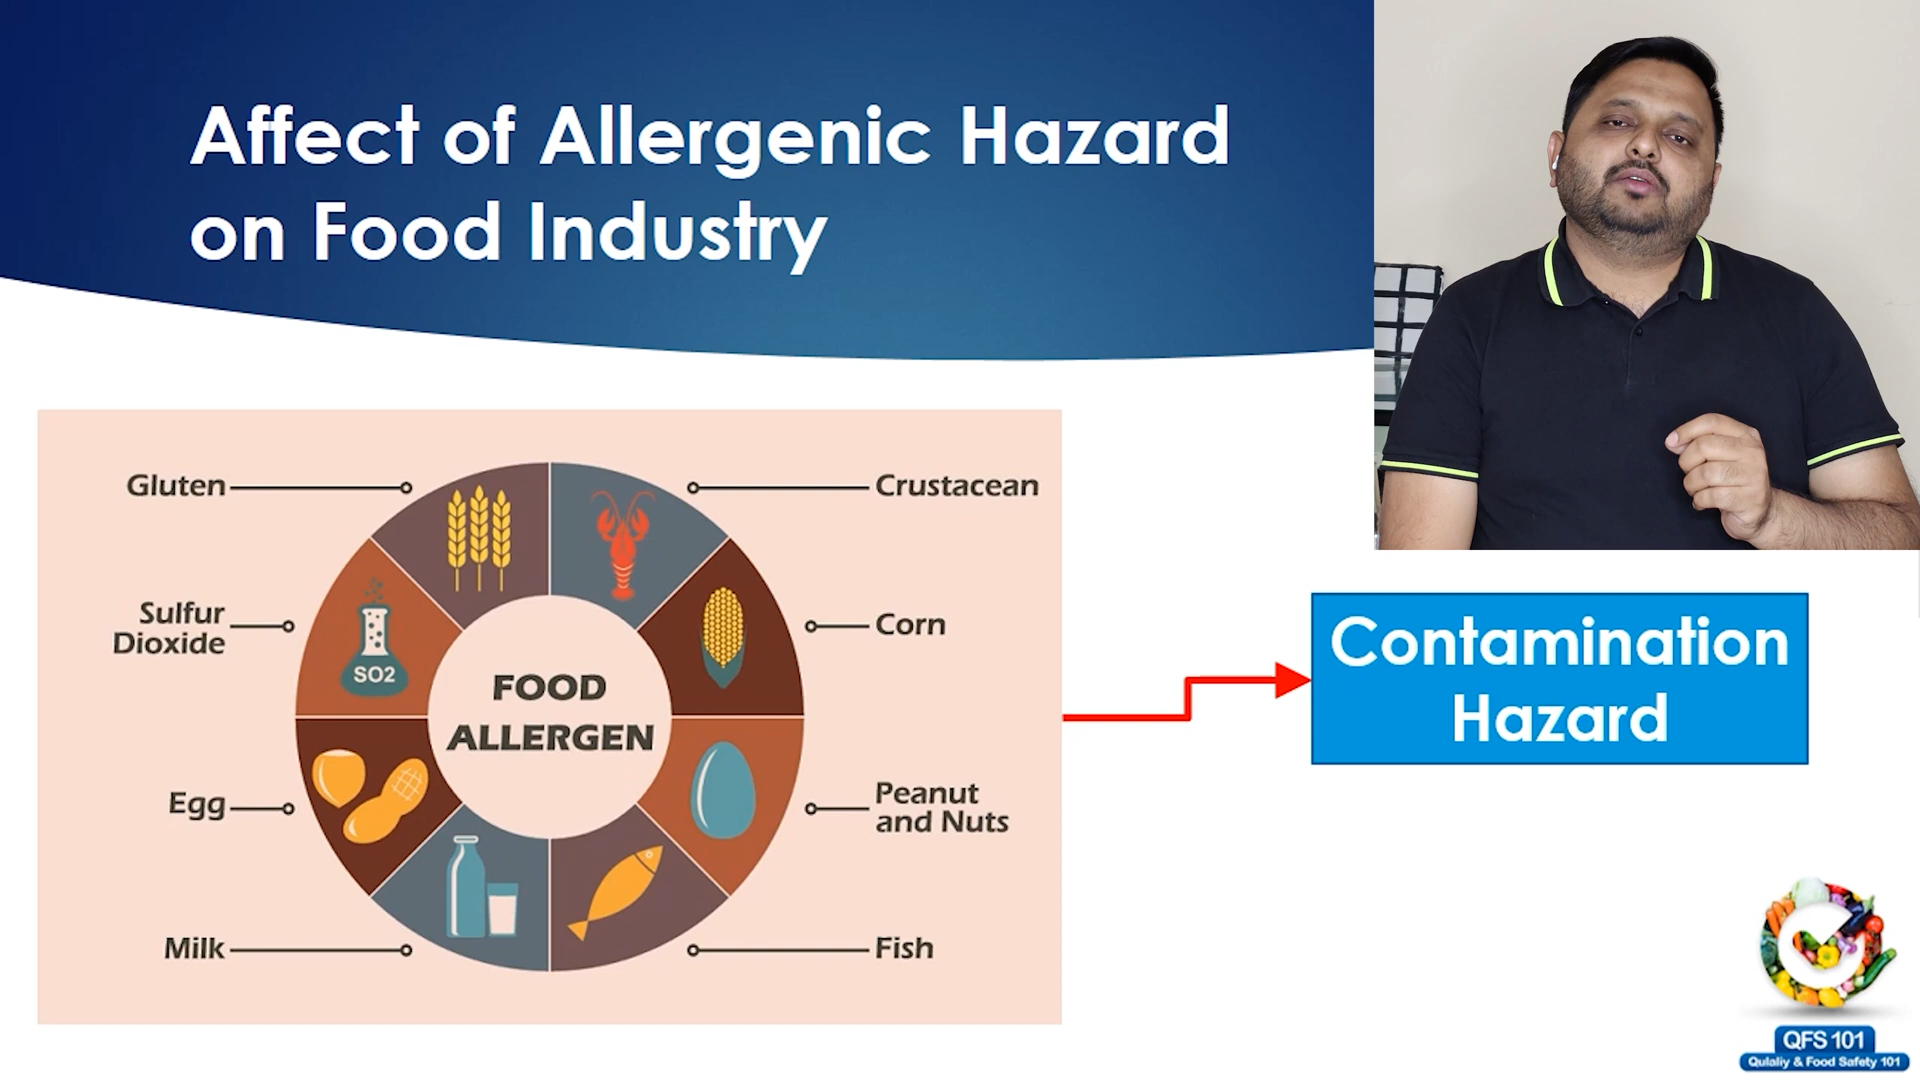 Affect of Allergenic Hazard
on Food Industry
Gluten
Crustacean
Sulfur
Dioxide
SO2
Corn
FOOD
ALLERGEN
Egg
Peanut
and Nuts
Milk
Fish
Contamination
Hazard
QFS 101
Qulaliy & Food Safety 101